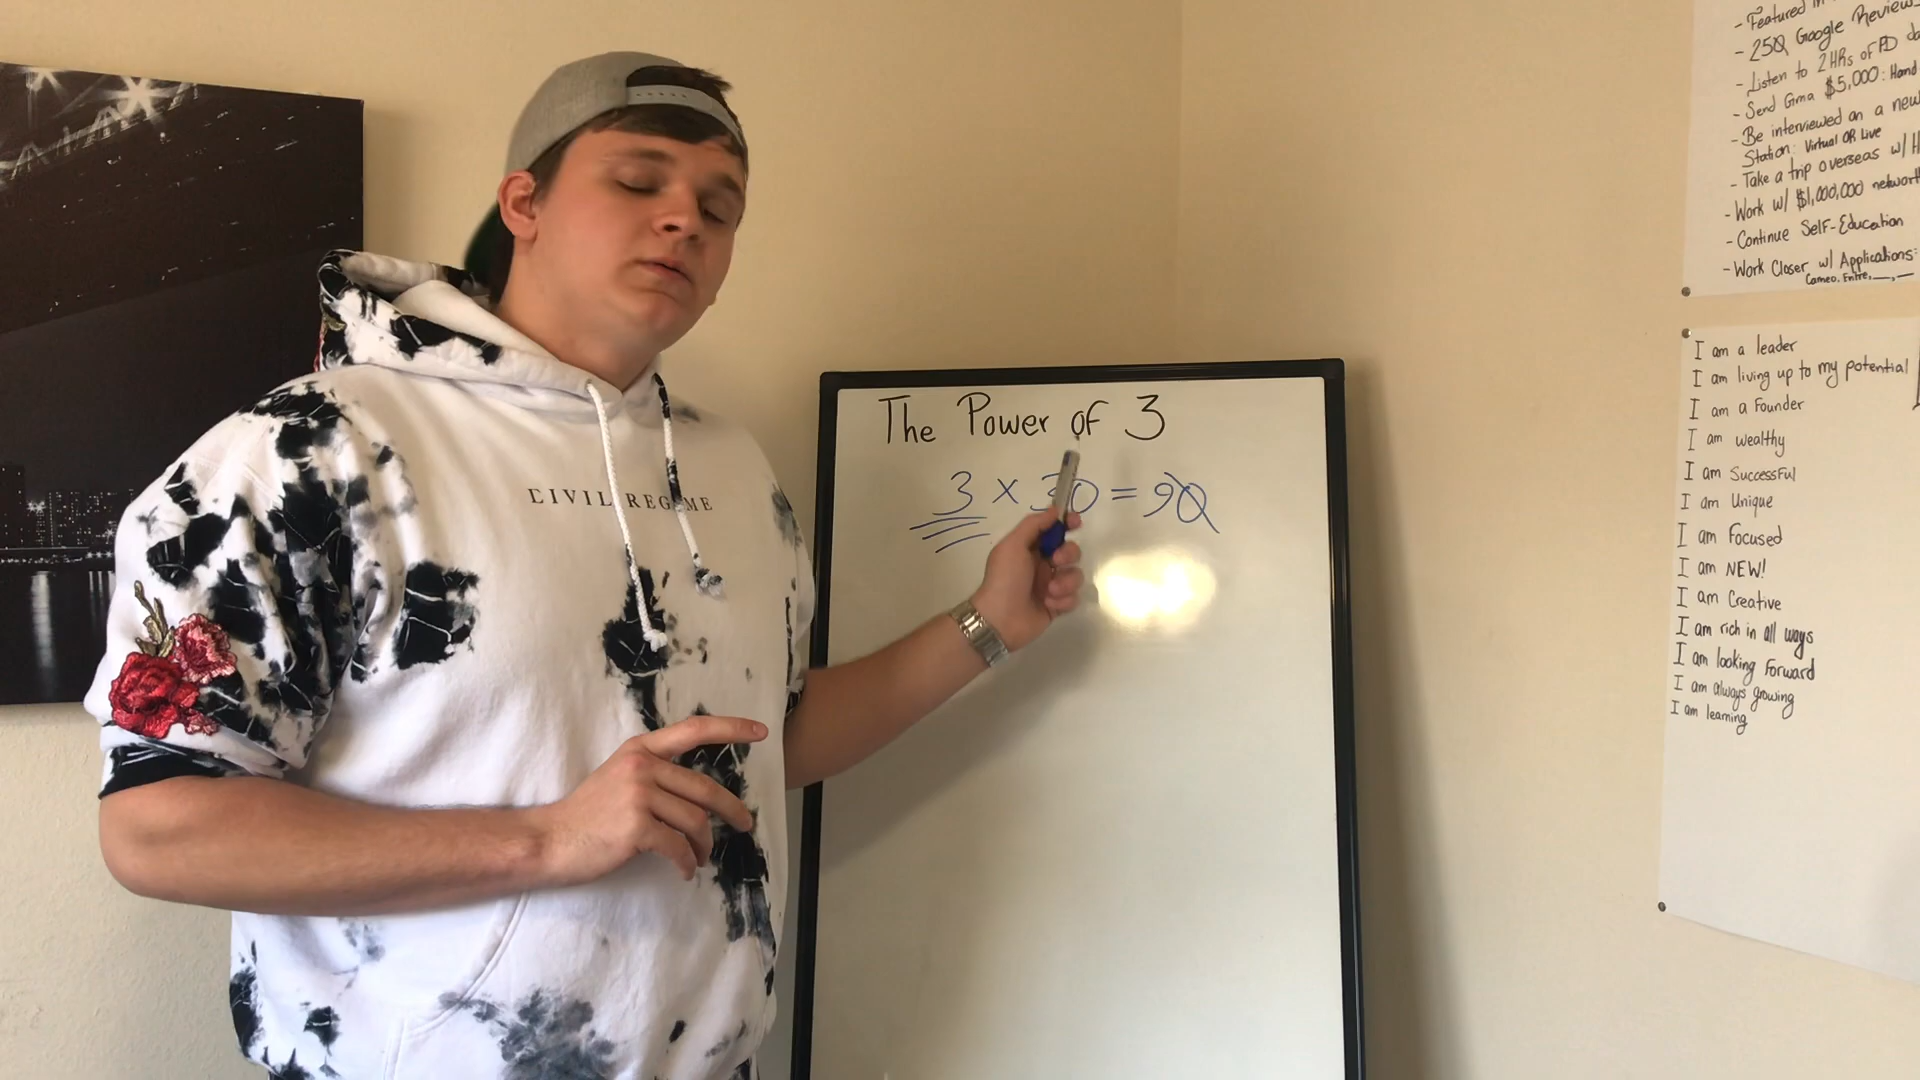 CIVIL REGIME
The Power of 3
3 x 30 = 90
- Featured in
- 250 Google Reviews
- Listen to 2 HRs of PD
- Send Gma $5,000: Hand
- Be interviewed on a new
Station: Virtual OR Live
- Take a trip overseas w/ H
- Work w/ $1,000,000 networt
- Continue Self-Education
- Work Closer w/ Applications:
Cameo, Entre, __, __
I am a leader
I am living up to my potential
I am a Founder
I am wealthy
I am Successful
I am Unique
I am Focused
I am NEW!
I am Creative
I am rich in all ways
I am looking Forward
I am always growing
I am learning